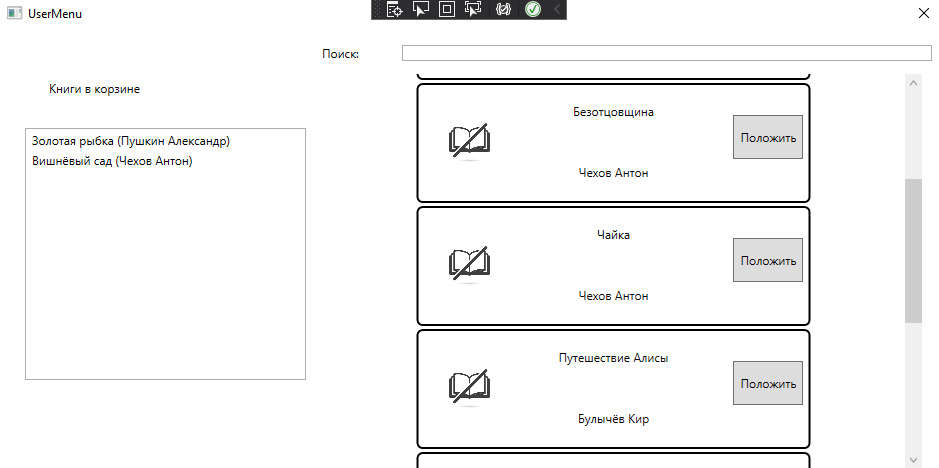 UserMenu
Поиск:
Книги в корзине
Золотая рыбка (Пушкин Александр)
Вишнёвый сад (Чехов Антон)
Безотцовщина
Положить
Чехов Антон
Чайка
Положить
Чехов Антон
Путешествие Алисы
Положить
Булычёв Кир